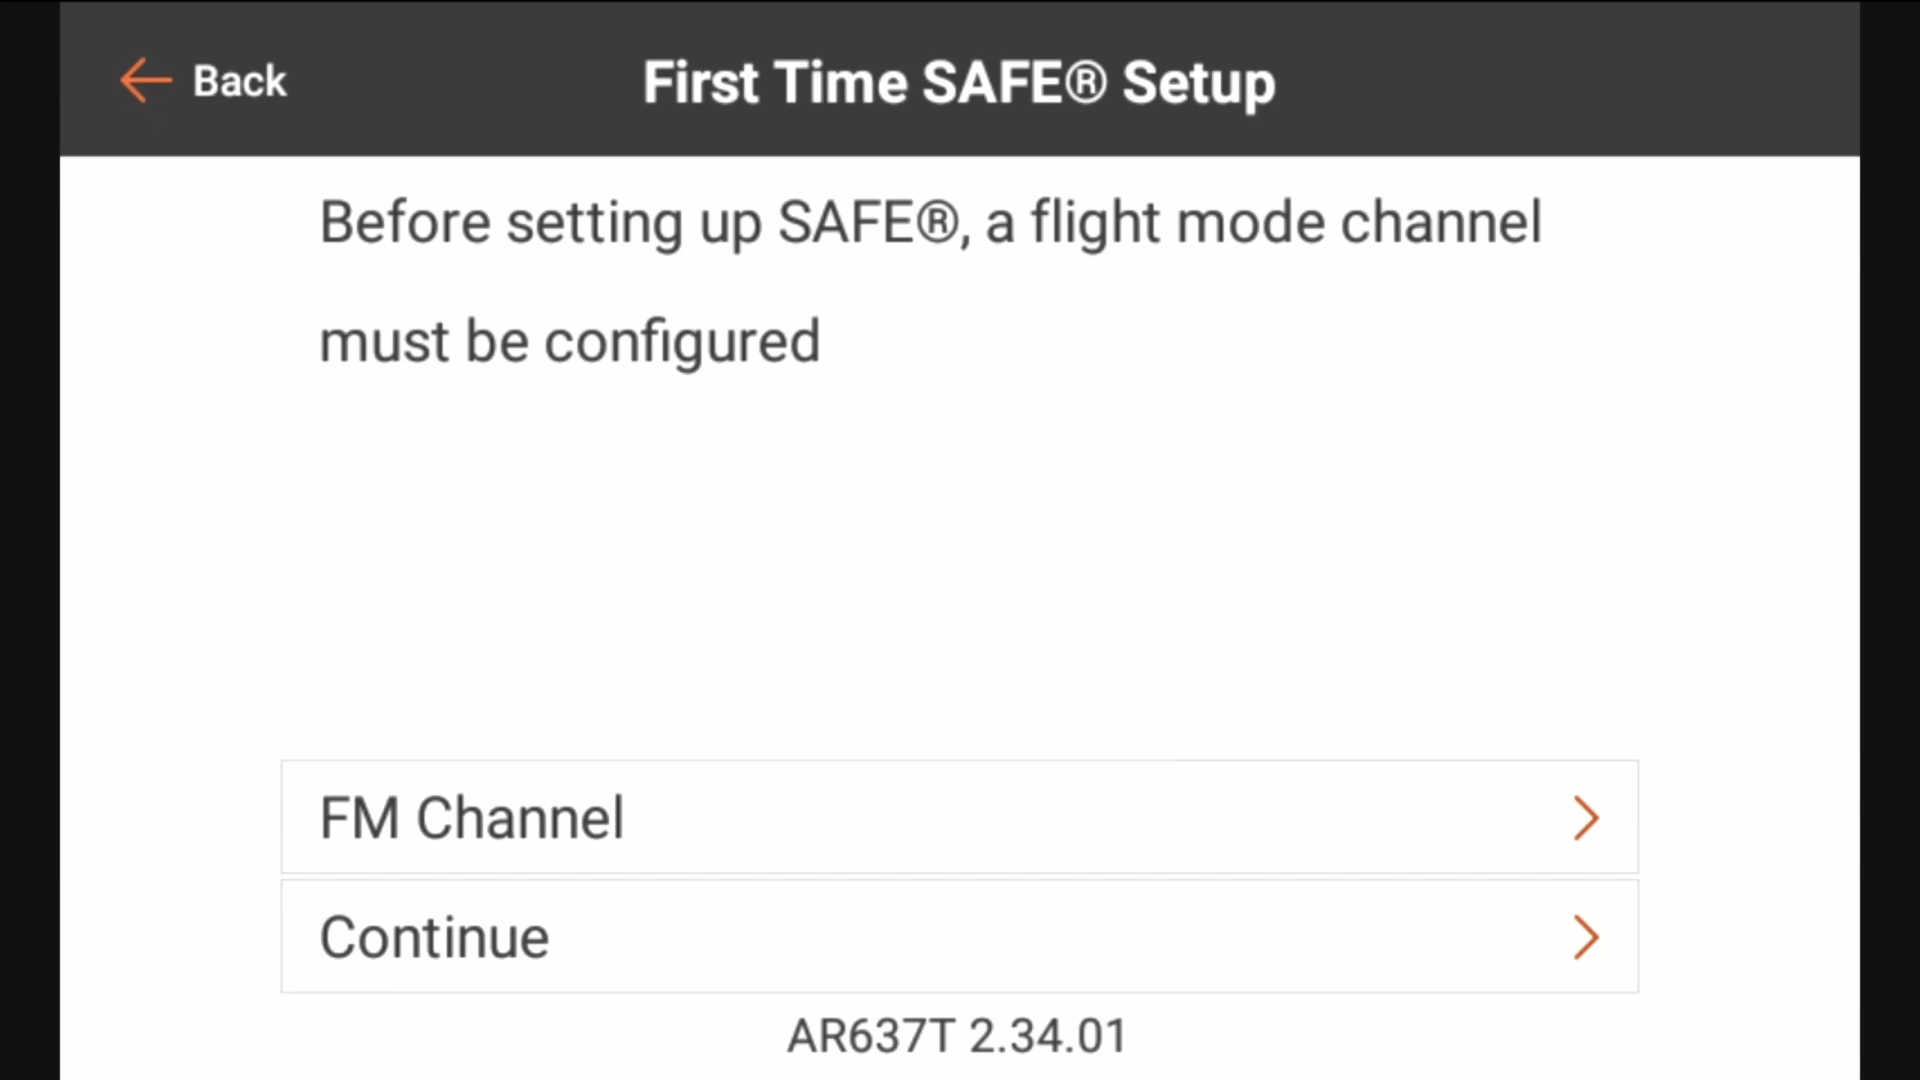 Back
First Time SAFE® Setup
Before setting up SAFE®, a flight mode channel
must be configured
FM Channel
Continue
AR637T 2.34.01